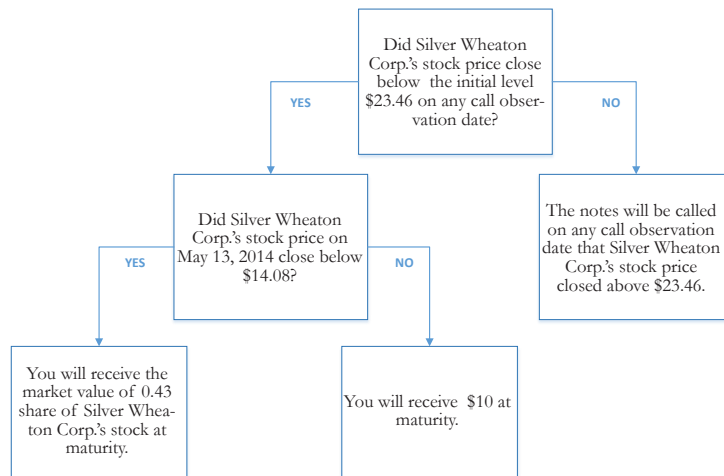 Did Silver Wheaton
Corp.'s stock price close
below the initial level
$23.46 on any call obser-
vation date?
YES
NO
Did Silver Wheaton
Corp.'s stock price on
May 13, 2014 close below
$14.08?
The notes will be called
on any call observation
date that Silver Wheaton
Corp.'s stock price
closed above $23.46.
YES
NO
You will receive the
market value of 0.43
share of Silver Whea-
ton Corp.'s stock at
maturity.
You will receive $10 at
maturity.